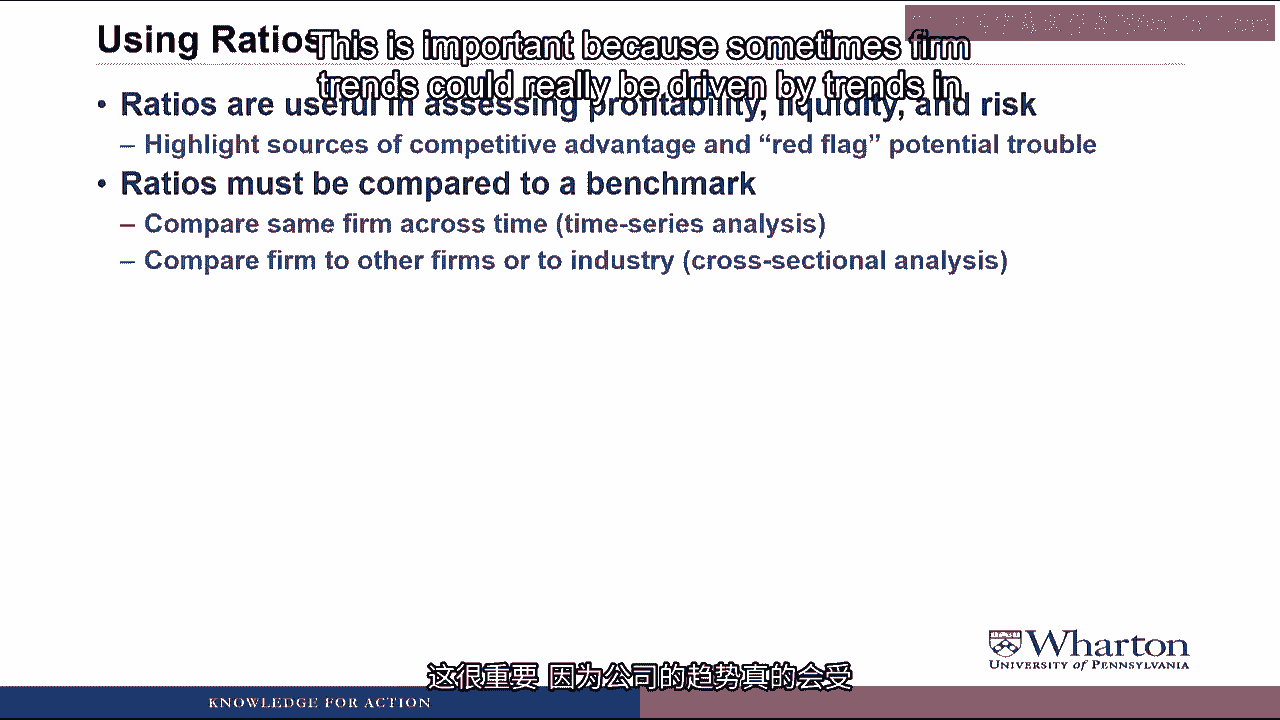 Using Ratios
This is important because sometimes firm
trends could really be driven by trends in
• Ratios are useful in assessing profitability, liquidity, and risk
– Highlight sources of competitive advantage and “red flag” potential trouble
• Ratios must be compared to a benchmark
– Compare same firm across time (time-series analysis)
– Compare firm to other firms or to industry (cross-sectional analysis)
Wharton
UNIVERSITY of PENNSYLVANIA
这很重要 因为公司的趋势真的会受
KNOWLEDGE FOR ACTION